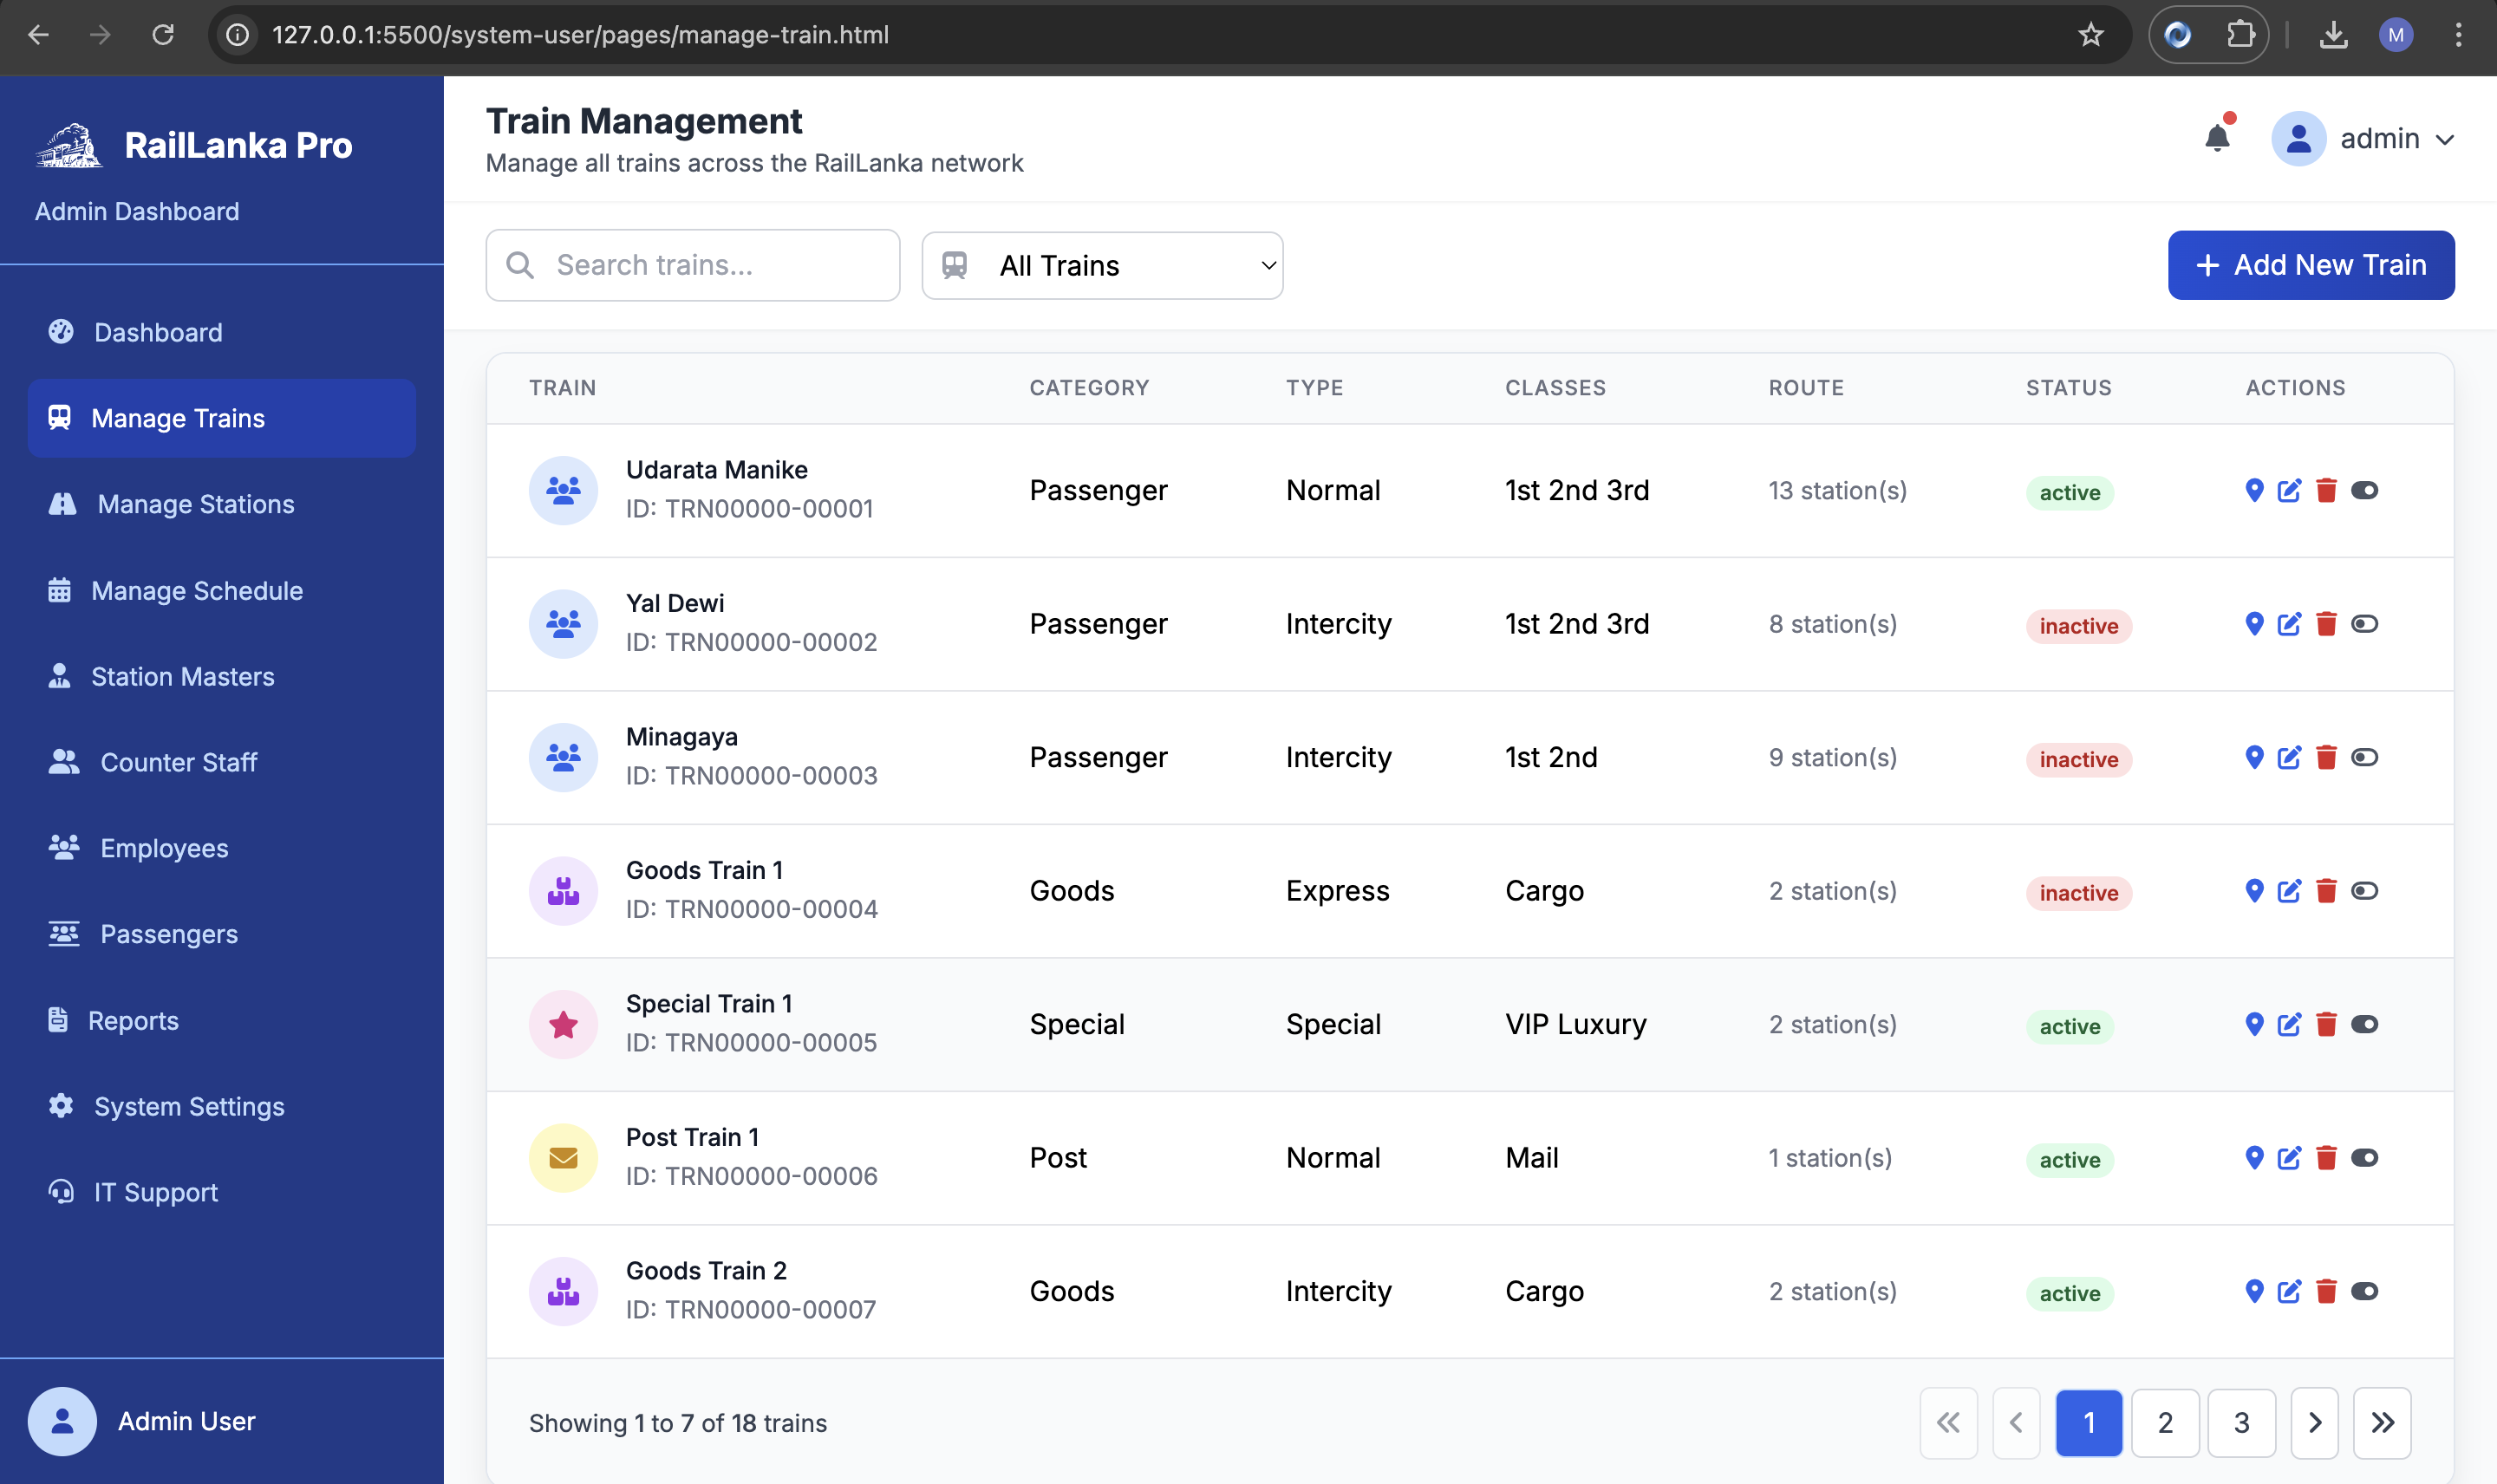 127.0.0.1:5500/system-user/pages/manage-train.html
M
RailLanka Pro
Admin Dashboard
Dashboard
Manage Trains
Manage Stations
Manage Schedule
Station Masters
Counter Staff
Employees
Passengers
Reports
System Settings
IT Support
Admin User
Train Management
Manage all trains across the RailLanka network
admin
Search trains...
All Trains
+ Add New Train
TRAIN CATEGORY TYPE CLASSES ROUTE STATUS ACTIONS
Udarata Manike
ID: TRN00000-00001
Passenger Normal 1st 2nd 3rd 13 station(s) active
Yal Dewi
ID: TRN00000-00002
Passenger Intercity 1st 2nd 3rd 8 station(s) inactive
Minagaya
ID: TRN00000-00003
Passenger Intercity 1st 2nd 9 station(s) inactive
Goods Train 1
ID: TRN00000-00004
Goods Express Cargo 2 station(s) inactive
Special Train 1
ID: TRN00000-00005
Special Special VIP Luxury 2 station(s) active
Post Train 1
ID: TRN00000-00006
Post Normal Mail 1 station(s) active
Goods Train 2
ID: TRN00000-00007
Goods Intercity Cargo 2 station(s) active
Showing 1 to 7 of 18 trains
1 2 3